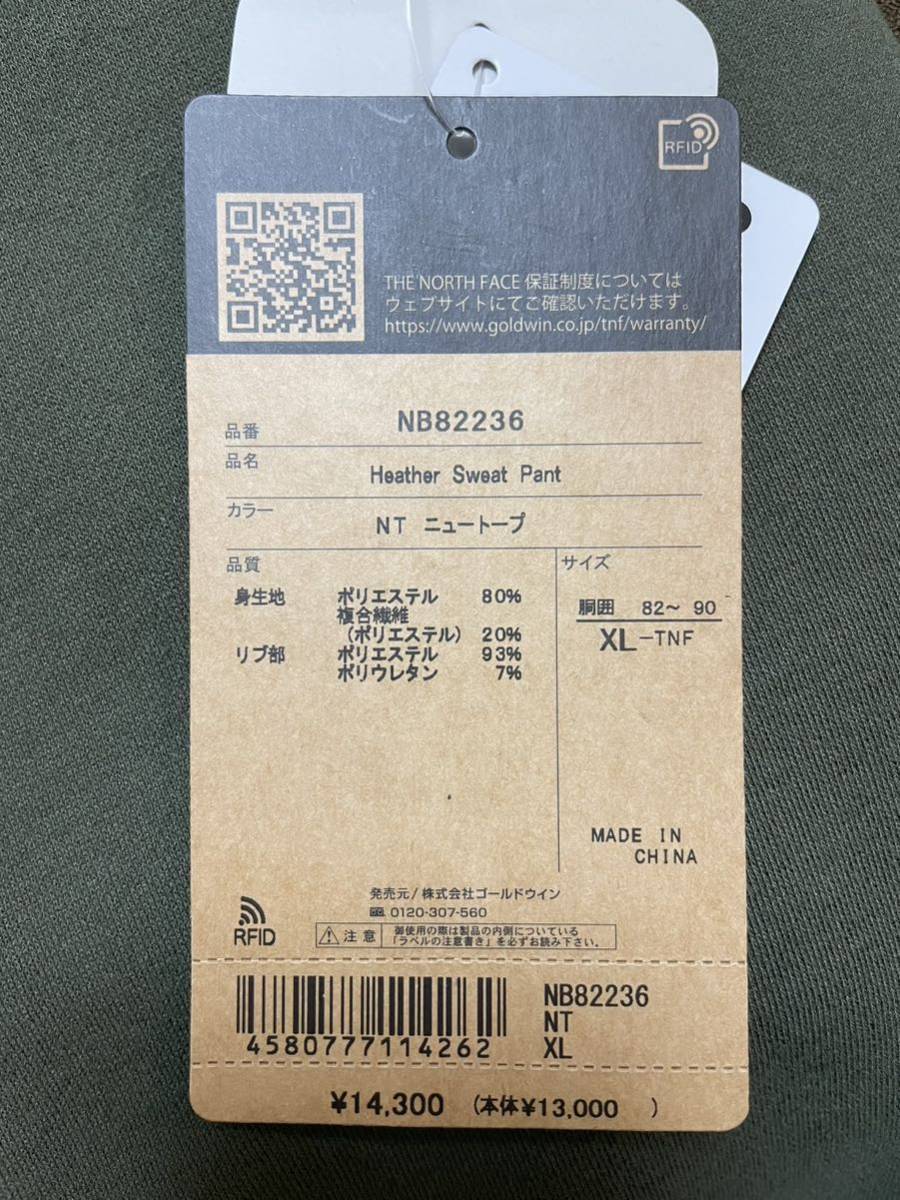 RFID
THE NORTH FACE 保証制度については
ウェブサイトにてご確認いただけます。
https://www.goldwin.co.jp/tnf/warranty/
品番 NB82236
品名 Heather Sweat Pant
カラー NT ニュートープ
品質
身生地 ポリエステル 80%
複合繊維
(ポリエステル) 20%
リブ部 ポリエステル 93%
ポリウレタン 7%
サイズ
胴囲 82～ 90
XL-TNF
MADE IN
CHINA
発売元/株式会社ゴールドウイン
0120-307-560
RFID
注意
御使用の際は製品の内側についている
「ラベルの注意書き」を必ずお読み下さい。
4580777114262
NB82236
NT
XL
¥14,300 (本体¥13,000 )